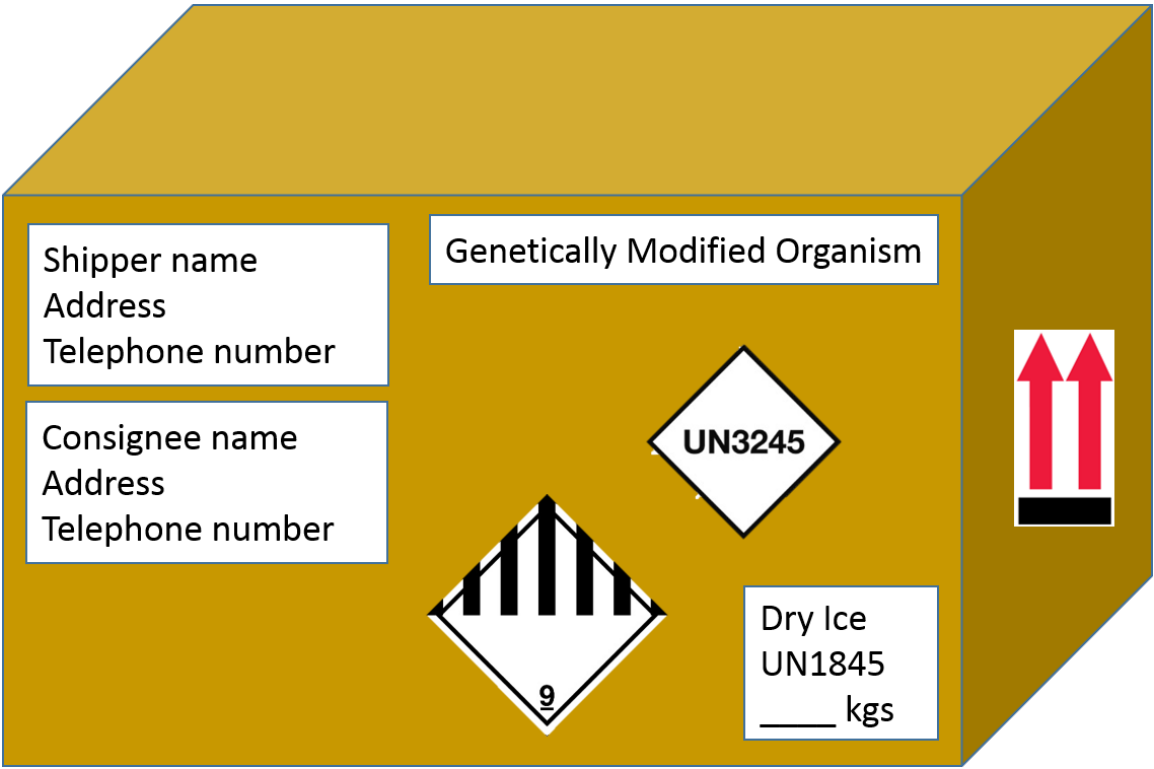 Shipper name
Address
Telephone number
Genetically Modified Organism
Consignee name
Address
Telephone number
UN3245
9
Dry Ice
UN1845
____ kgs